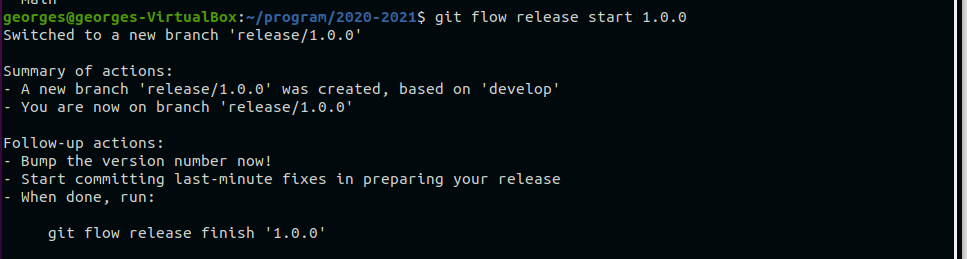 Math
georges@georges-VirtualBox:~/program/2020-2021$ git flow release start 1.0.0
Switched to a new branch 'release/1.0.0'
Summary of actions:
- A new branch 'release/1.0.0' was created, based on 'develop'
- You are now on branch 'release/1.0.0'
Follow-up actions:
- Bump the version number now!
- Start committing last-minute fixes in preparing your release
- When done, run:
git flow release finish '1.0.0'